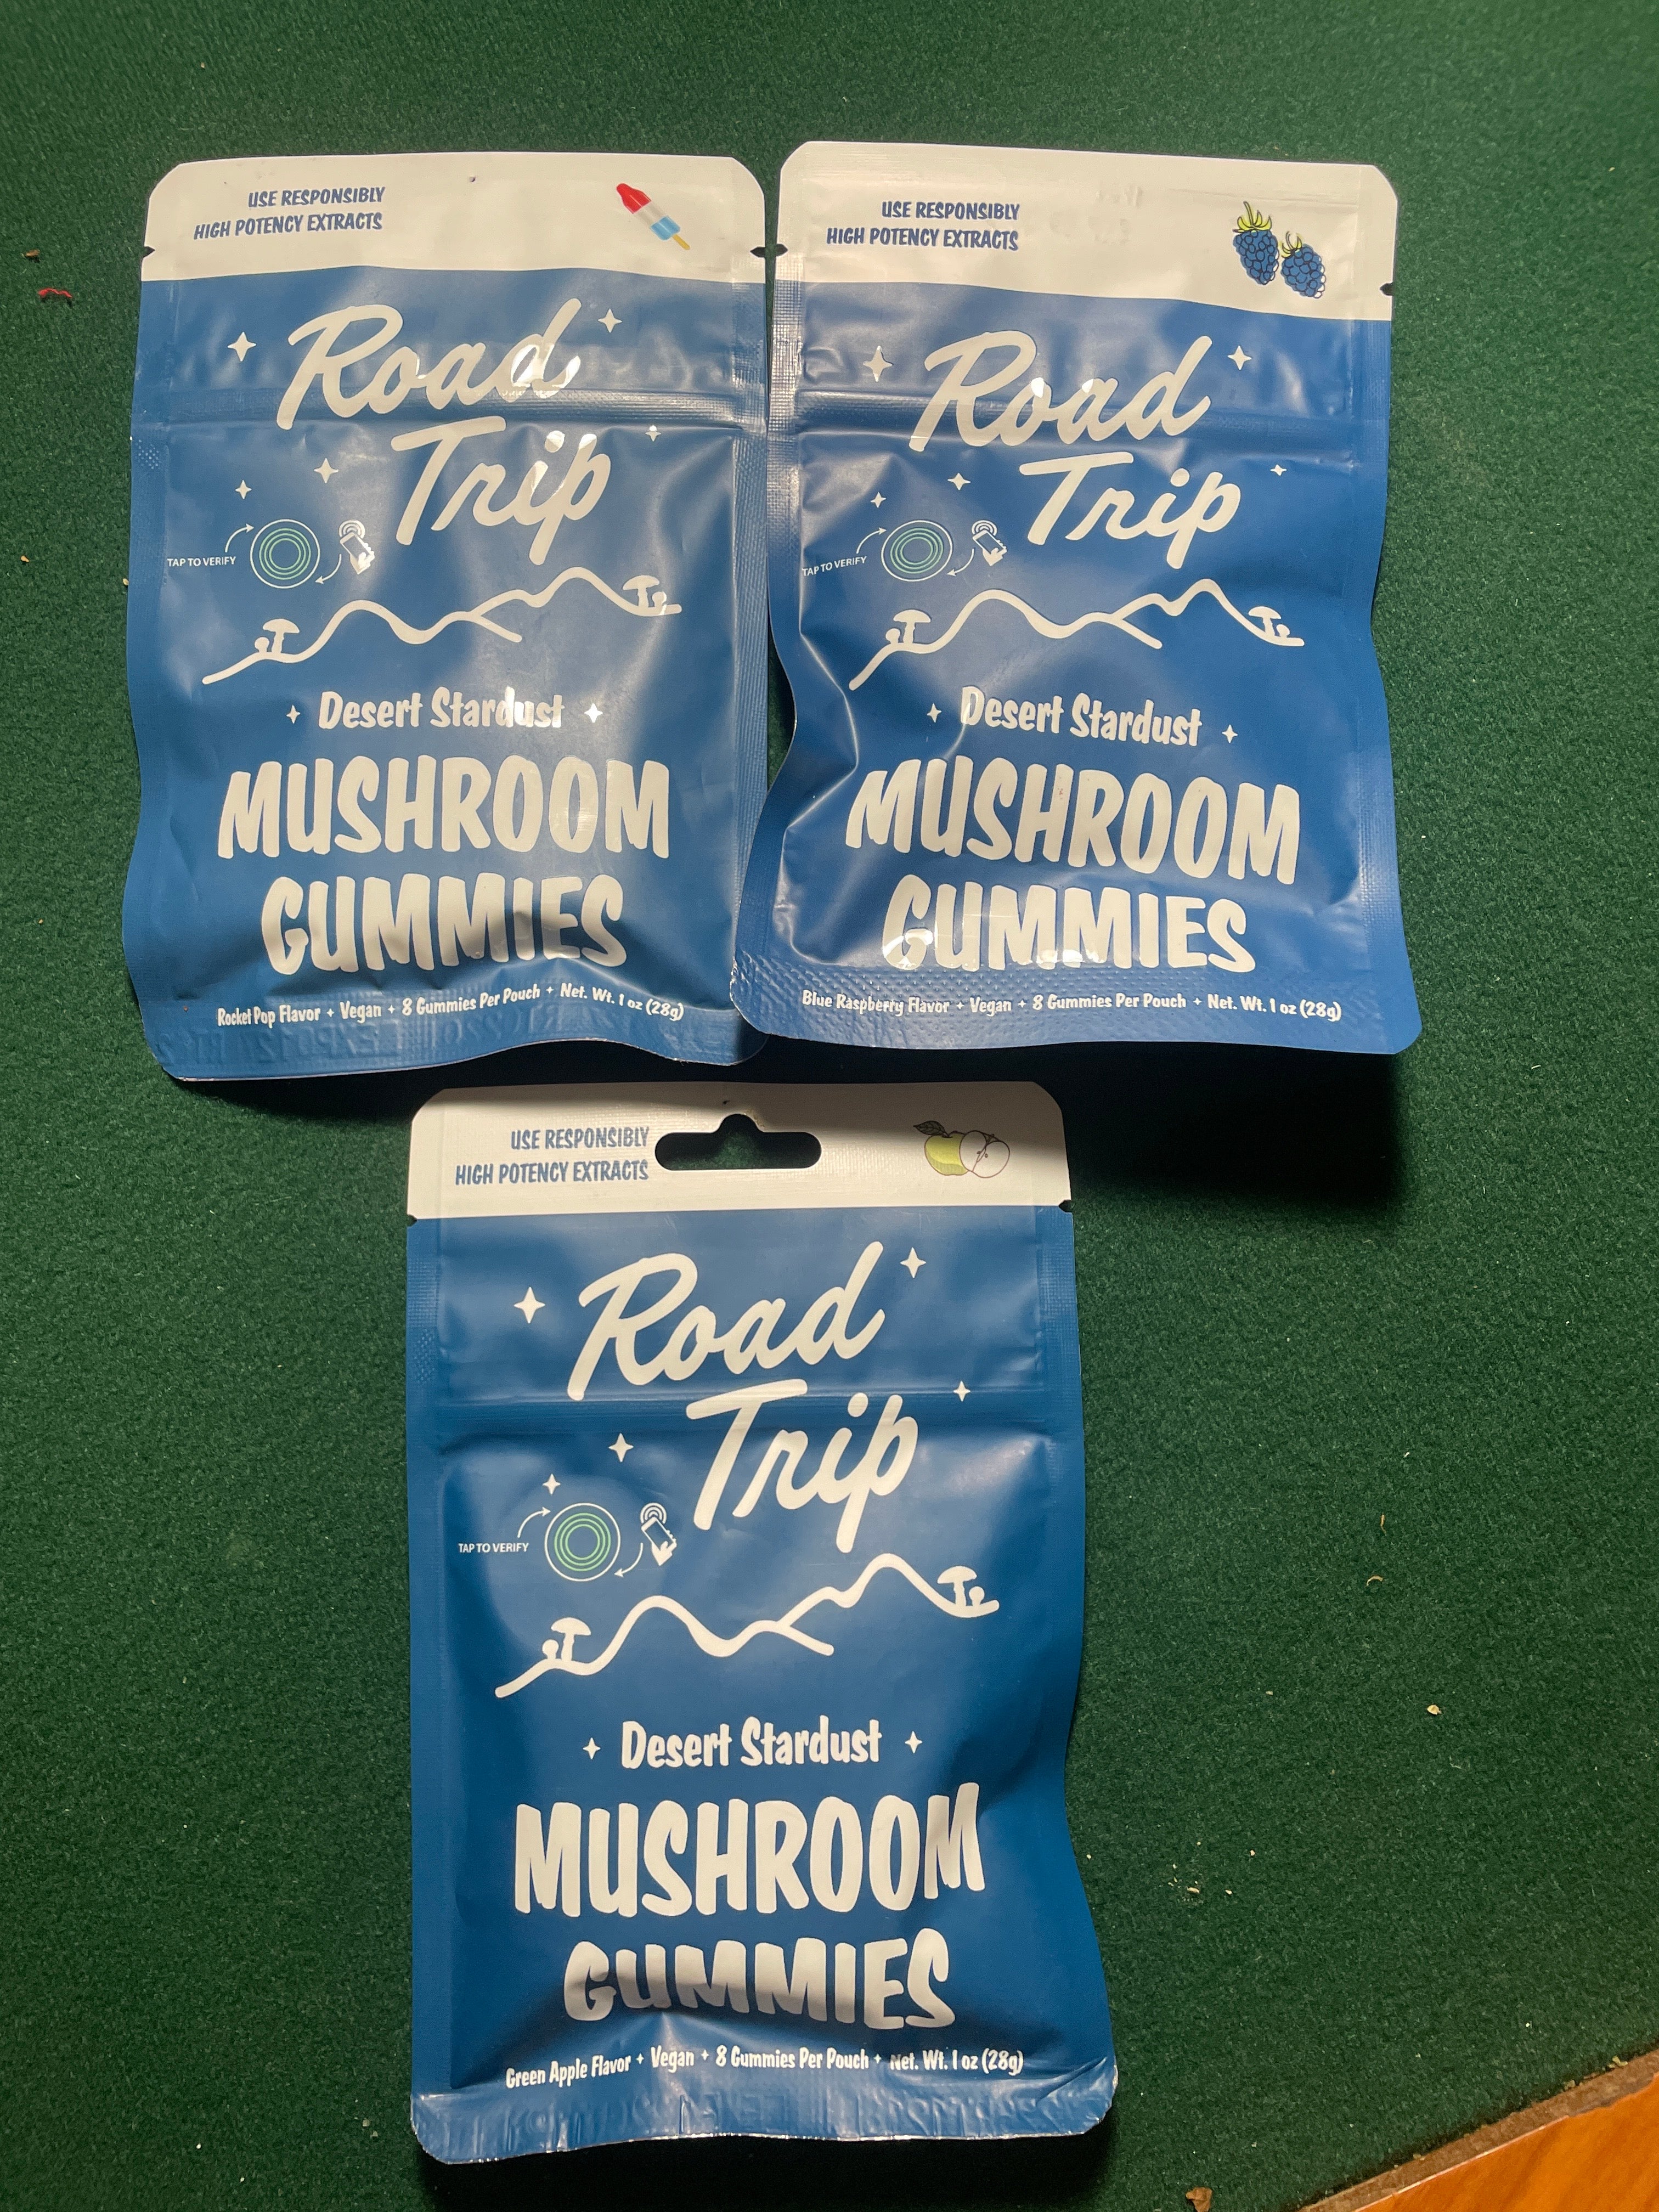 USE RESPONSIBLY
HIGH POTENCY EXTRACTS
Road
Trip
TAP TO VERIFY
Desert Stardust
MUSHROOM
GUMMIES
Rocket Pop Flavor + Vegan + 8 Gummies Per Pouch + Net. Wt. 1 oz (28g)
USE RESPONSIBLY
HIGH POTENCY EXTRACTS
Road
Trip
TAP TO VERIFY
Desert Stardust
MUSHROOM
GUMMIES
Blue Raspberry Flavor + Vegan + 8 Gummies Per Pouch + Net. Wt. 1 oz (28g)
USE RESPONSIBLY
HIGH POTENCY EXTRACTS
Road
Trip
TAP TO VERIFY
Desert Stardust
MUSHROOM
GUMMIES
Green Apple Flavor + Vegan + 8 Gummies Per Pouch + Net. Wt. 1 oz (28g)